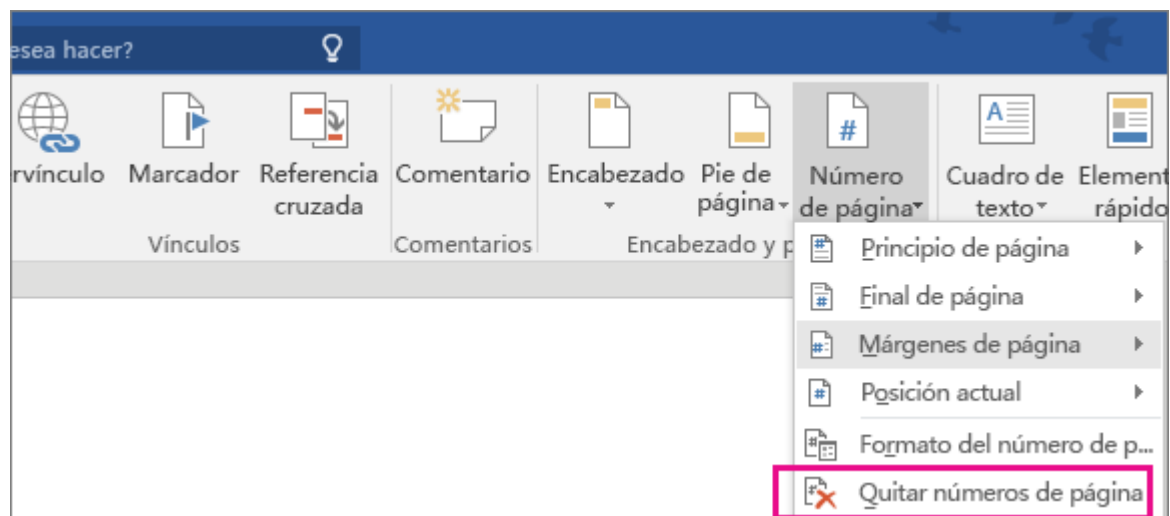 esea hacer?
rvínculo Marcador Referencia cruzada Comentario Encabezado Pie de página Número de página Cuadro de texto Element rápido
Vínculos Comentarios Encabezado y p
Principio de página
Final de página
Márgenes de página
Posición actual
Formato del número de p...
Quitar números de página